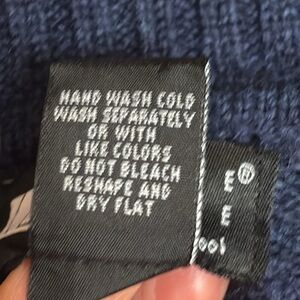 HAND WASH COLD
WASH SEPARATELY
OR WITH
LIKE COLORS
DO NOT BLEACH
RESHAPE AND
DRY FLAT
E®
E